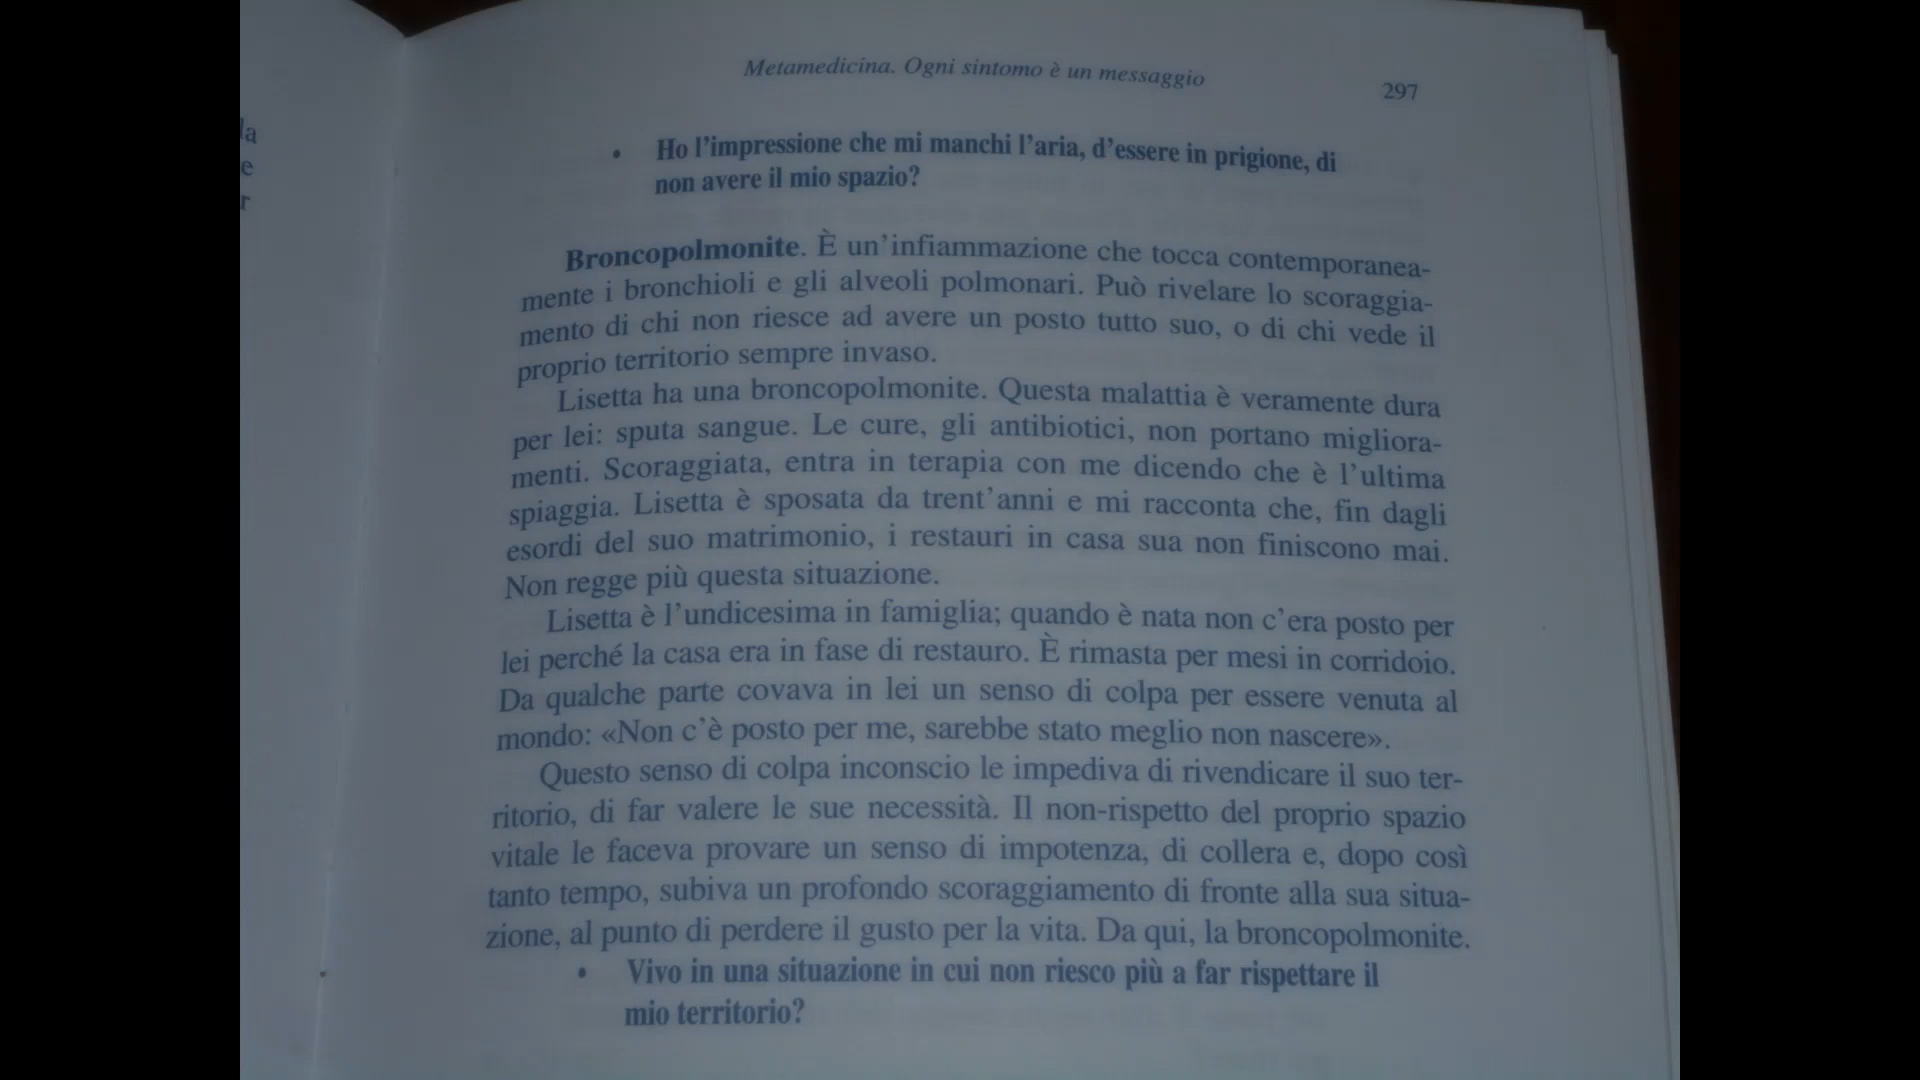 Metamedicina. Ogni sintomo è un messaggio
297
la
e
r
• Ho l'impressione che mi manchi l'aria, d'essere in prigione, di
non avere il mio spazio?
Broncopolmonite. È un'infiammazione che tocca contemporanea-
mente i bronchioli e gli alveoli polmonari. Può rivelare lo scoraggia-
mento di chi non riesce ad avere un posto tutto suo, o di chi vede il
proprio territorio sempre invaso.
Lisetta ha una broncopolmonite. Questa malattia è veramente dura
per lei: sputa sangue. Le cure, gli antibiotici, non portano migliora-
menti. Scoraggiata, entra in terapia con me dicendo che è l'ultima
spiaggia. Lisetta è sposata da trent'anni e mi racconta che, fin dagli
esordi del suo matrimonio, i restauri in casa sua non finiscono mai.
Non regge più questa situazione.
Lisetta è l'undicesima in famiglia; quando è nata non c'era posto per
lei perché la casa era in fase di restauro. È rimasta per mesi in corridoio.
Da qualche parte covava in lei un senso di colpa per essere venuta al
mondo: «Non c'è posto per me, sarebbe stato meglio non nascere».
Questo senso di colpa inconscio le impediva di rivendicare il suo ter-
ritorio, di far valere le sue necessità. Il non-rispetto del proprio spazio
vitale le faceva provare un senso di impotenza, di collera e, dopo così
tanto tempo, subiva un profondo scoraggiamento di fronte alla sua situa-
zione, al punto di perdere il gusto per la vita. Da qui, la broncopolmonite.
• Vivo in una situazione in cui non riesco più a far rispettare il
mio territorio?